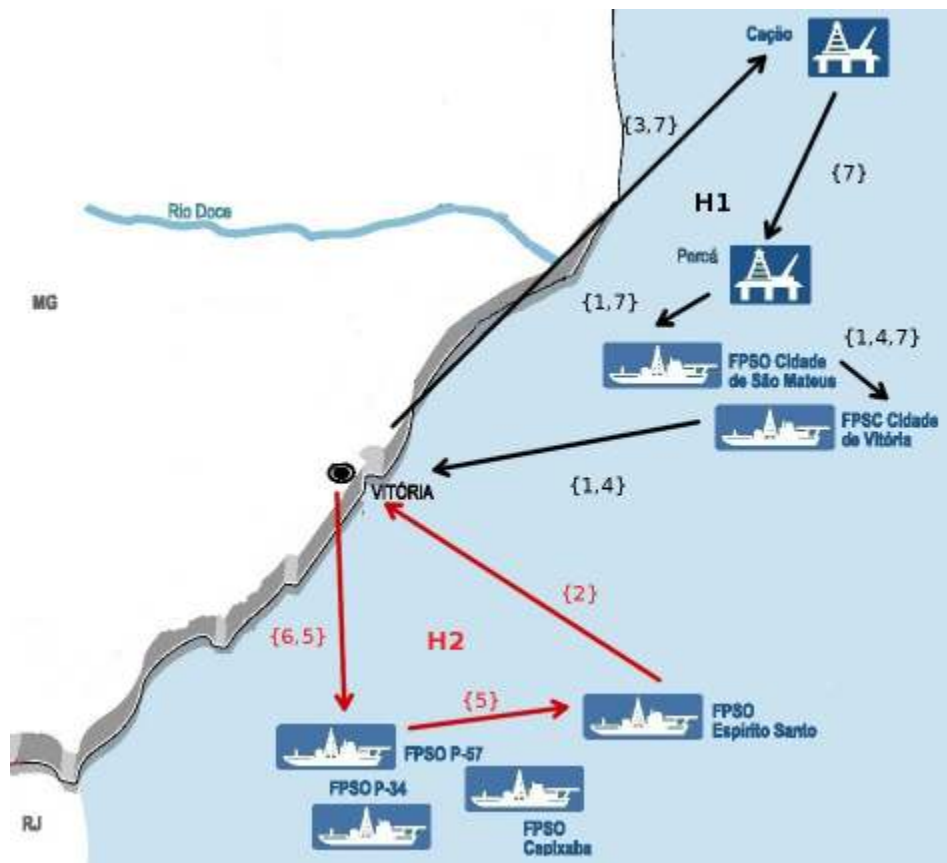 Cação
{3,7}
{7}
Rio Doce
H1
Peroá
MG
{1,7}
{1,4,7}
FPSO Cidade
de São Mateus
FPSC Cidade
de Vitória
VITÓRIA
{1,4}
{2}
{6,5}
H2
{5}
FPSO
Espírito Santo
FPSO P-57
FPSO P-34
RJ
FPSO
Capixaba